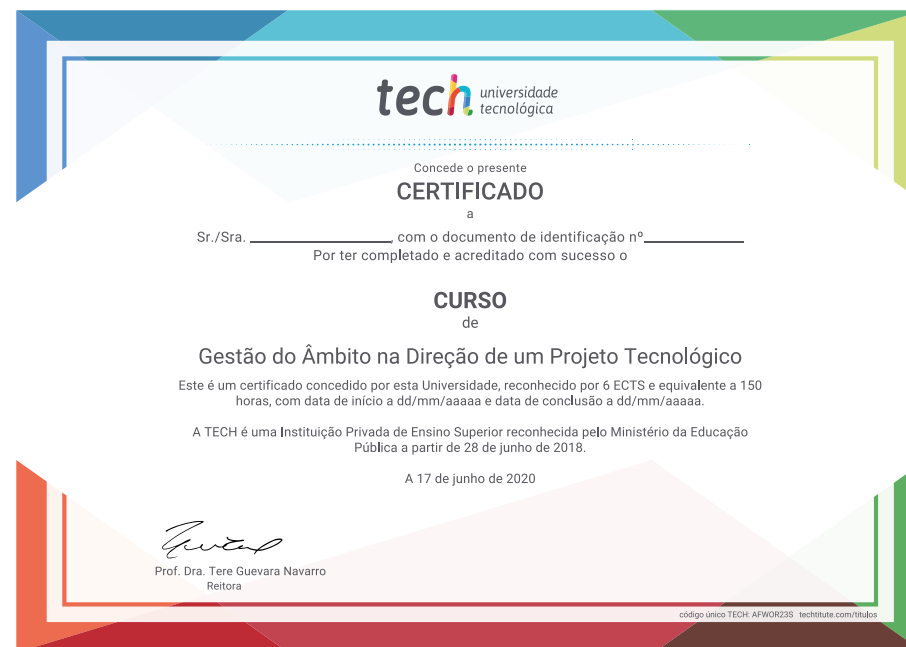 tech universidade
tecnológica
Concede o presente
CERTIFICADO
a
Sr./Sra. ____________________, com o documento de identificação nº______________
Por ter completado e acreditado com sucesso o
CURSO
de
Gestão do Âmbito na Direção de um Projeto Tecnológico
Este é um certificado concedido por esta Universidade, reconhecido por 6 ECTS e equivalente a 150
horas, com data de início a dd/mm/aaaaa e data de conclusão a dd/mm/aaaaa.
A TECH é uma Instituição Privada de Ensino Superior reconhecida pelo Ministério da Educação
Pública a partir de 28 de junho de 2018.
A 17 de junho de 2020
Prof. Dra. Tere Guevara Navarro
Reitora
código único TECH: AFWOR23S techtitute.com/titulos